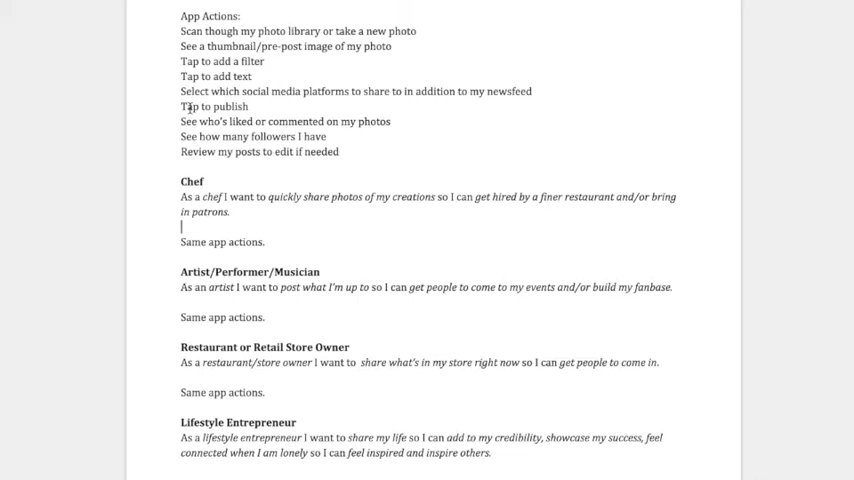 App Actions:
Scan though my photo library or take a new photo
See a thumbnail/pre-post image of my photo
Tap to add a filter
Tap to add text
Select which social media platforms to share to in addition to my newsfeed
Tap to publish
See who's liked or commented on my photos
See how many followers I have
Review my posts to edit if needed
Chef
As a chef I want to quickly share photos of my creations so I can get hired by a finer restaurant and/or bring
in patrons.
Same app actions.
Artist/Performer/Musician
As an artist I want to post what I'm up to so I can get people to come to my events and/or build my fanbase.
Same app actions.
Restaurant or Retail Store Owner
As a restaurant/store owner I want to share what's in my store right now so I can get people to come in.
Same app actions.
Lifestyle Entrepreneur
As a lifestyle entrepreneur I want to share my life so I can add to my credibility, showcase my success, feel
connected when I am lonely so I can feel inspired and inspire others.